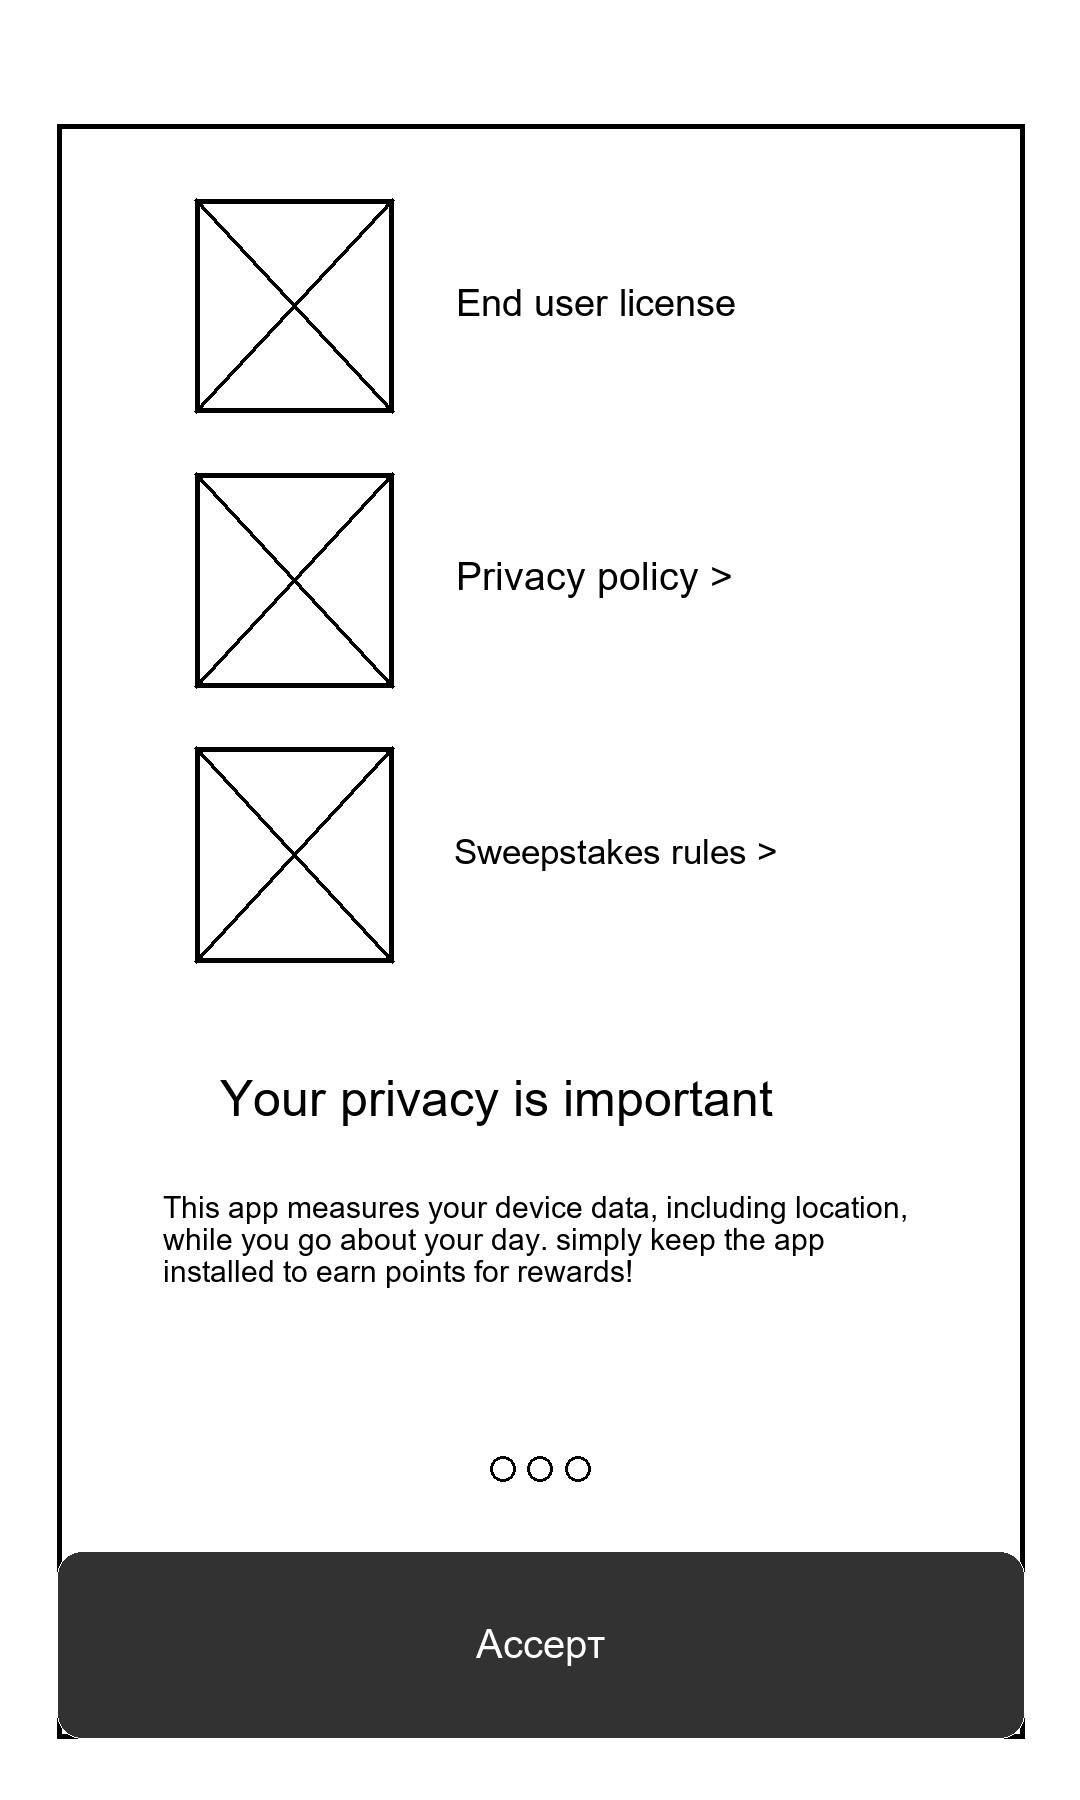 End user license
Privacy policy >
Sweepstakes rules >
Your privacy is important
This app measures your device data, including location,
while you go about your day. simply keep the app
installed to earn points for rewards!
Accepт